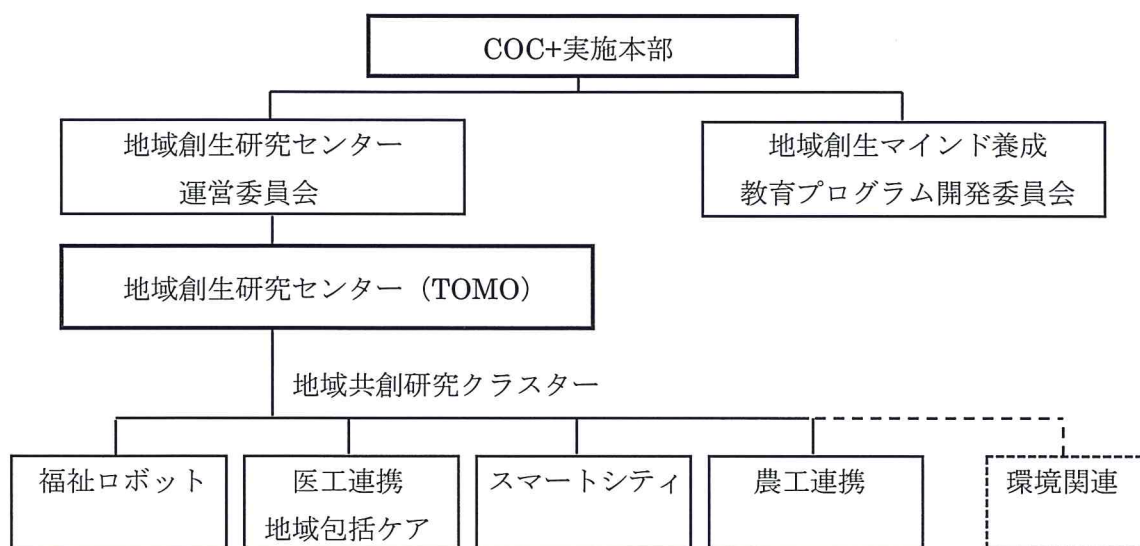 COC+実施本部
地域創生研究センター
運営委員会
地域創生マインド養成
教育プログラム開発委員会
地域創生研究センター（TOMO）
地域共創研究クラスター
福祉ロボット
医工連携
地域包括ケア
スマートシティ
農工連携
環境関連